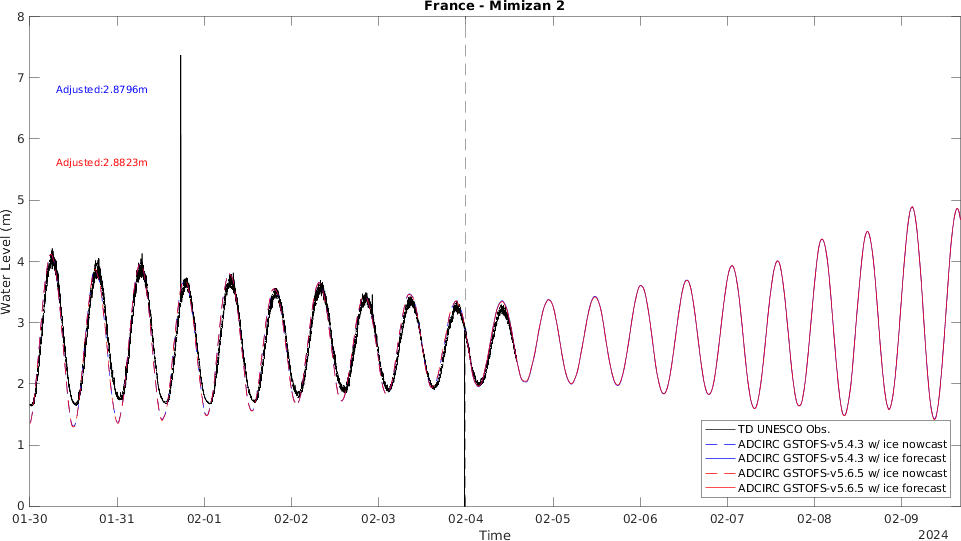 France - Mimizan 2
8
7
6
5
4
3
2
1
0
Water Level (m)
Adjusted:2.8796m
Adjusted:2.8823m
TD UNESCO Obs.
ADCIRC GSTOFS-v5.4.3 w/ ice nowcast
ADCIRC GSTOFS-v5.4.3 w/ ice forecast
ADCIRC GSTOFS-v5.6.5 w/ ice nowcast
ADCIRC GSTOFS-v5.6.5 w/ ice forecast
01-30 01-31 02-01 02-02 02-03 02-04 02-05 02-06 02-07 02-08 02-09
Time
2024